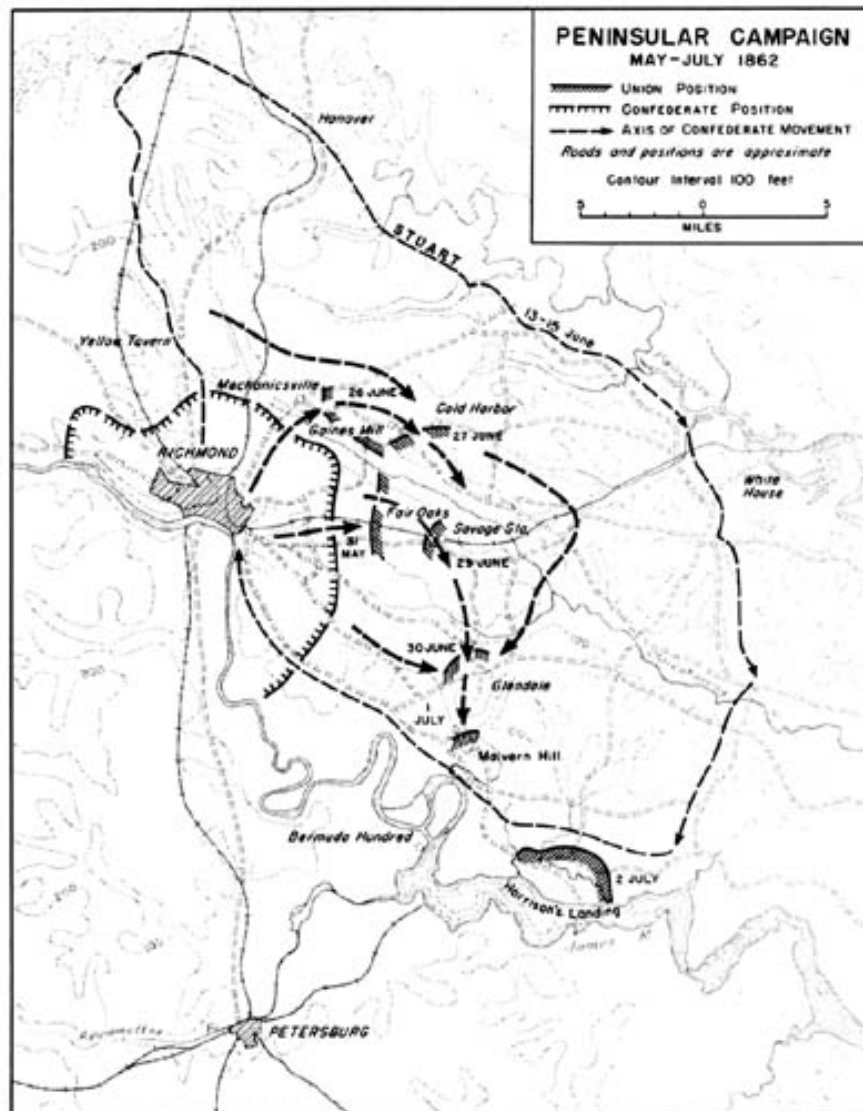 PENINSULAR CAMPAIGN
MAY-JULY 1862
UNION POSITION
CONFEDERATE POSITION
AXIS OF CONFEDERATE MOVEMENT
Roads and positions are approximate
Contour Interval 100 feet
5 0 5
MILES
Hanover
STUART
200
13-15 June
Yellow Tavern
Mechanicsville
26 JUNE
Cold Harbor
Gaines Mill
27 JUNE
RICHMOND
White
House
Fair Oaks
Savage Sta.
31
MAY
29 JUNE
30 JUNE
Glendale
1
JULY
Malvern Hill
Bermuda Hundred
2 JULY
Harrison's Landing
James R.
200
PETERSBURG